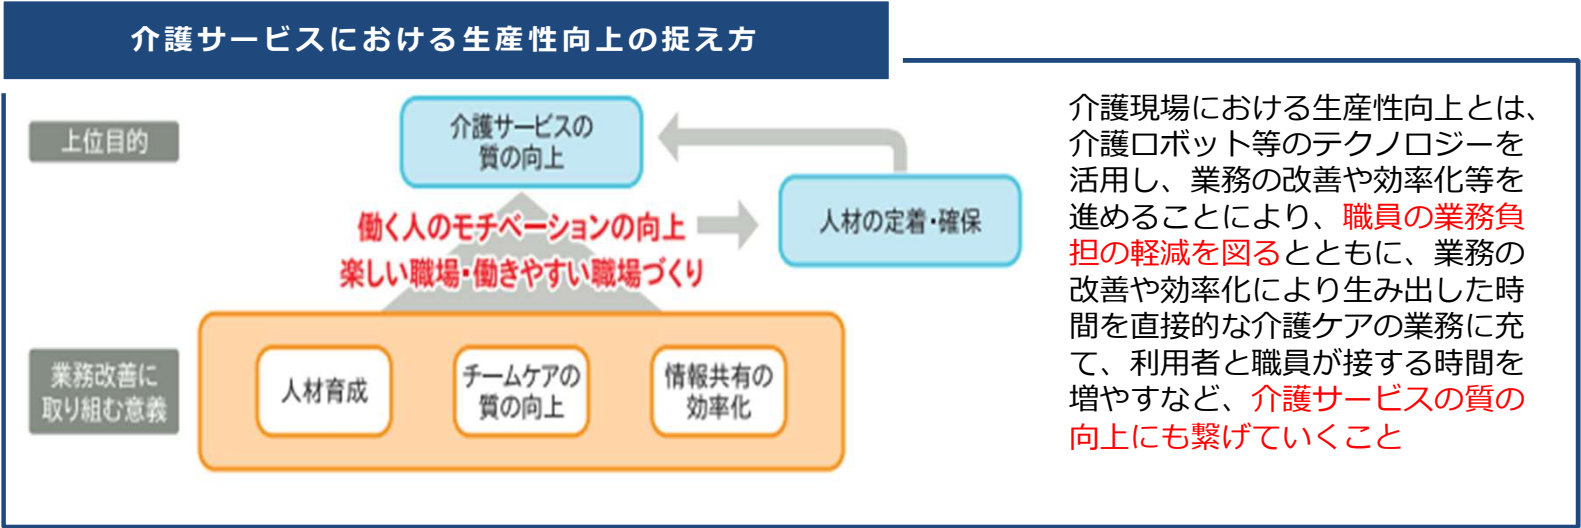 介護サービスにおける生産性向上の捉え方
上位目的
介護サービスの
質の向上
働く人のモチベーションの向上
楽しい職場・働きやすい職場づくり
人材の定着・確保
業務改善に
取り組む意義
人材育成
チームケアの
質の向上
情報共有の
効率化
介護現場における生産性向上とは、
介護ロボット等のテクノロジーを
活用し、業務の改善や効率化等を
進めることにより、職員の業務負
担の軽減を図るとともに、業務の
改善や効率化により生み出した時
間を直接的な介護ケアの業務に充
て、利用者と職員が接する時間を
増やすなど、介護サービスの質の
向上にも繋げていくこと